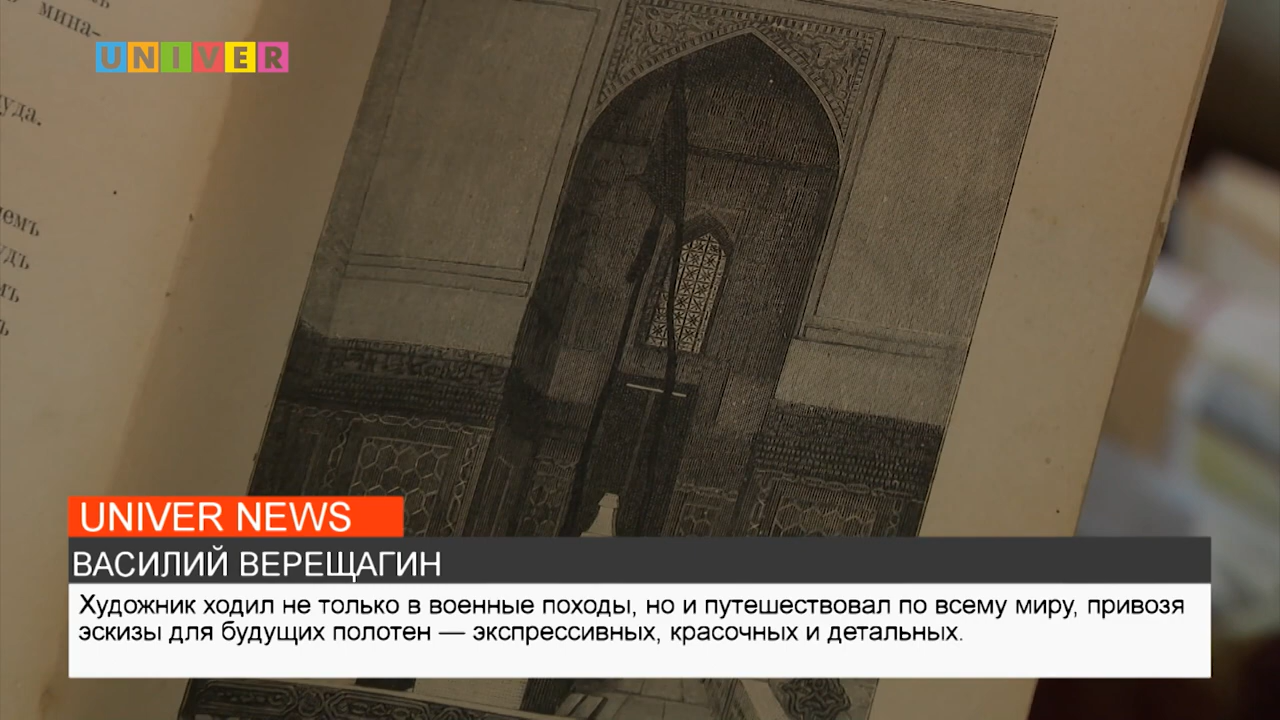 мина-
UNIVER
уда.
UNIVER NEWS
ВАСИЛИЙ ВЕРЕЩАГИН
Художник ходил не только в военные походы, но и путешествовал по всему миру, привозя
эскизы для будущих полотен — экспрессивных, красочных и детальных.